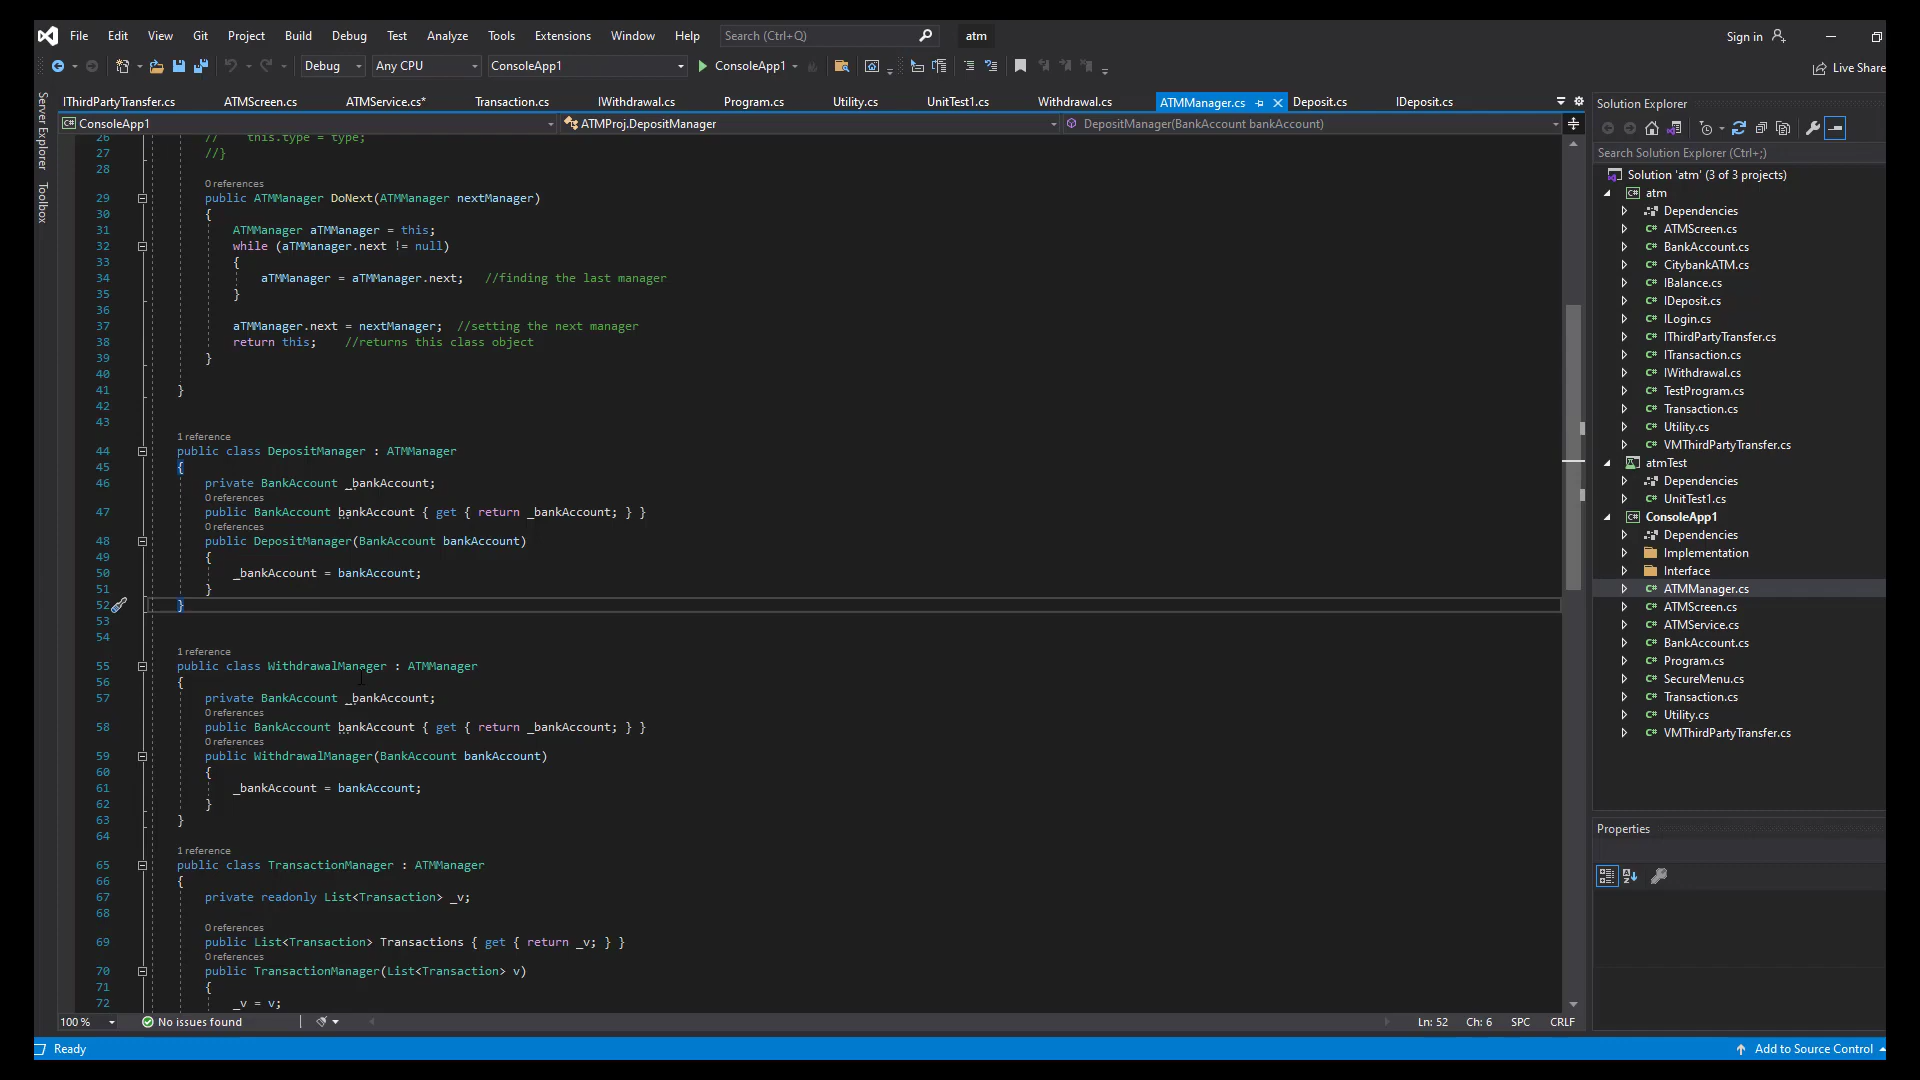 File Edit View Git Project Build Debug Test Analyze Tools Extensions Window Help Search (Ctrl+Q) atm Sign in
Debug Any CPU ConsoleApp1 ConsoleApp1 Live Share
IThirdPartyTransfer.cs ATMScreen.cs ATMService.cs* Transaction.cs IWithdrawal.cs Program.cs Utility.cs UnitTest1.cs Withdrawal.cs ATMManager.cs Deposit.cs IDeposit.cs
ConsoleApp1 ATMProj.DepositManager DepositManager(BankAccount bankAccount)
Server Explorer
Toolbox
26 // this.type = type;
27 //}
28
0 references
29 public ATMManager DoNext(ATMManager nextManager)
30 {
31 ATMManager aTMManager = this;
32 while (aTMManager.next != null)
33 {
34 aTMManager = aTMManager.next; //finding the last manager
35 }
36
37 aTMManager.next = nextManager; //setting the next manager
38 return this; //returns this class object
39 }
40
41 }
42
43
1 reference
44 public class DepositManager : ATMManager
45 {
46 private BankAccount _bankAccount;
0 references
47 public BankAccount bankAccount { get { return _bankAccount; } }
0 references
48 public DepositManager(BankAccount bankAccount)
49 {
50 _bankAccount = bankAccount;
51 }
52 }
53
54
1 reference
55 public class WithdrawalManager : ATMManager
56 {
57 private BankAccount _bankAccount;
0 references
58 public BankAccount bankAccount { get { return _bankAccount; } }
0 references
59 public WithdrawalManager(BankAccount bankAccount)
60 {
61 _bankAccount = bankAccount;
62 }
63 }
64
1 reference
65 public class TransactionManager : ATMManager
66 {
67 private readonly List<Transaction> _v;
68
0 references
69 public List<Transaction> Transactions { get { return _v; } }
0 references
70 public TransactionManager(List<Transaction> v)
71 {
72 _v = v;
100 % No issues found Ln: 52 Ch: 6 SPC CRLF
Solution Explorer
Search Solution Explorer (Ctrl+;)
Solution 'atm' (3 of 3 projects)
atm
Dependencies
ATMScreen.cs
BankAccount.cs
CitybankATM.cs
IBalance.cs
IDeposit.cs
ILogin.cs
IThirdPartyTransfer.cs
ITransaction.cs
IWithdrawal.cs
TestProgram.cs
Transaction.cs
Utility.cs
VMThirdPartyTransfer.cs
atmTest
Dependencies
UnitTest1.cs
ConsoleApp1
Dependencies
Implementation
Interface
ATMManager.cs
ATMScreen.cs
ATMService.cs
BankAccount.cs
Program.cs
SecureMenu.cs
Transaction.cs
Utility.cs
VMThirdPartyTransfer.cs
Properties
Ready Add to Source Control